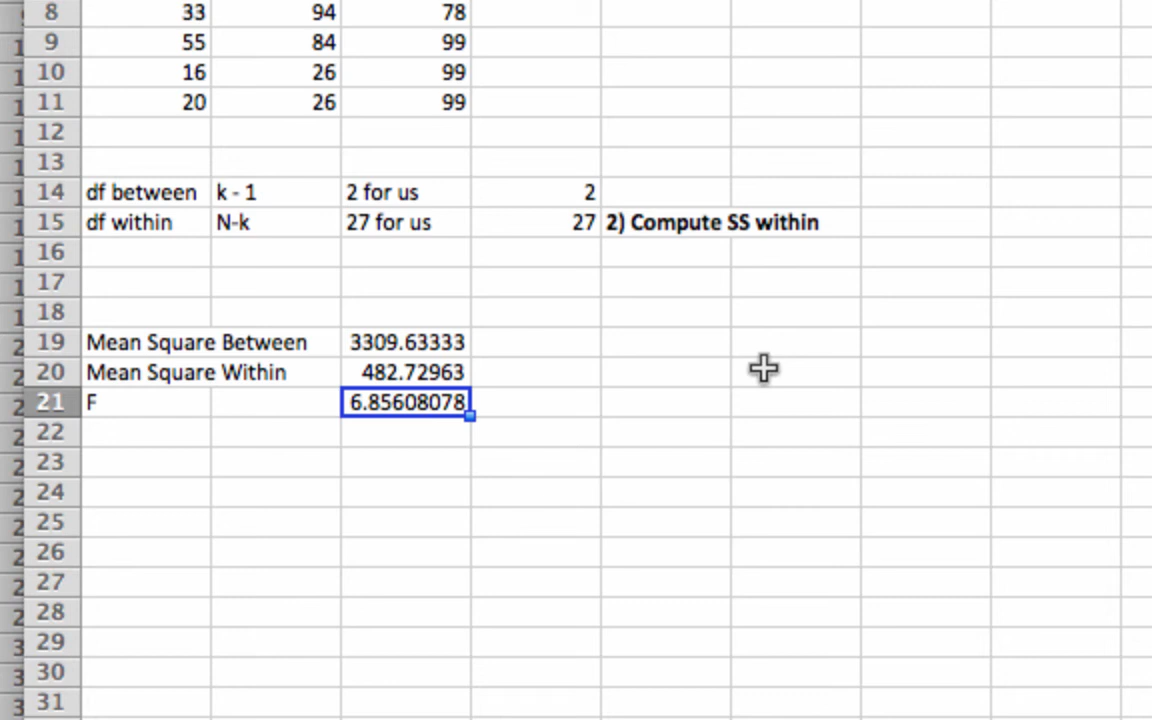 8 33 94 78
9 55 84 99
10 16 26 99
11 20 26 99
12
13
14 df between k - 1 2 for us 2
15 df within N-k 27 for us 27 2) Compute SS within
16
17
18
19 Mean Square Between 3309.63333
20 Mean Square Within 482.72963
21 F 6.85608078
22
23
24
25
26
27
28
29
30
31